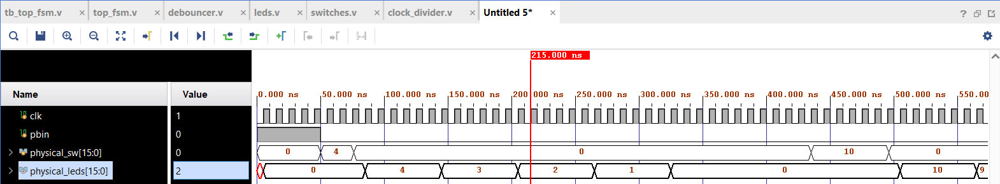 tb_top_fsm.v × top_fsm.v × debouncer.v × leds.v × switches.v × clock_divider.v × Untitled 5* ×
?
215.000 ns
Name Value
0.000 ns 50.000 ns 100.000 ns 150.000 ns 200.000 ns 250.000 ns 300.000 ns 350.000 ns 400.000 ns 450.000 ns 500.000 ns 550.00
clk 1
pbin 0
physical_sw[15:0] 0 0 4 0 10 0
physical_leds[15:0] 2 0 4 3 2 1 0 10 9